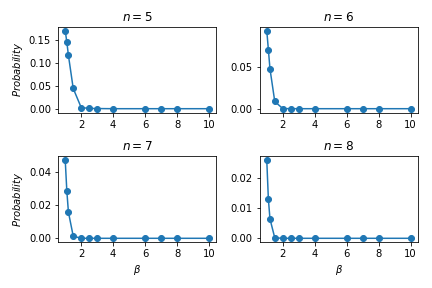 n = 5
n = 6
Probability
0.15
0.10
0.05
0.00
2 4 6 8 10
0.05
0.00
2 4 6 8 10
n = 7
n = 8
Probability
0.04
0.02
0.00
2 4 6 8 10
β
0.02
0.01
0.00
2 4 6 8 10
β